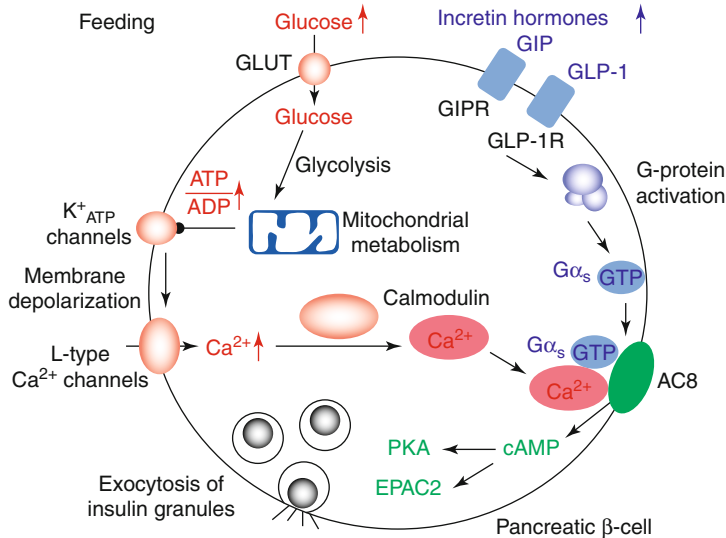 Feeding
Glucose
Incretin hormones
GIP
GLP-1
GLUT
GIPR
GLP-1R
Glucose
Glycolysis
G-protein
activation
ATP
ADP
K⁺ATP
channels
Mitochondrial
metabolism
Gαs GTP
Membrane
depolarization
Calmodulin
L-type
Ca²⁺ channels
Ca²⁺
Ca²⁺
Gαs GTP
Ca²⁺
AC8
PKA
cAMP
EPAC2
Exocytosis of
insulin granules
Pancreatic β-cell